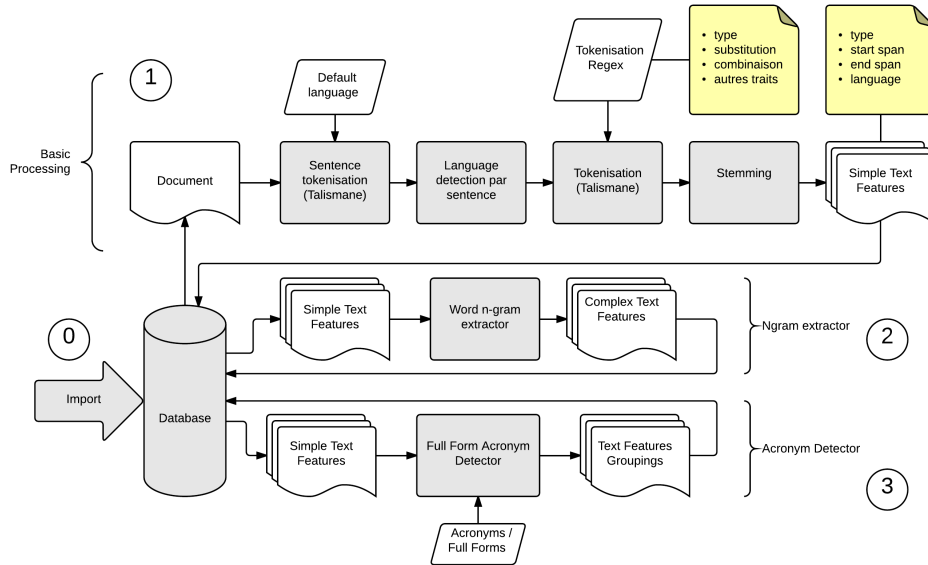 1
Basic
Processing
Default
language
Tokenisation
Regex
• type
• substitution
• combinaison
• autres traits
• type
• start span
• end span
• language
Document
Sentence
tokenisation
(Talismane)
Language
detection par
sentence
Tokenisation
(Talismane)
Stemming
Simple Text
Features
0
Import
Database
Simple Text
Features
Word n-gram
extractor
Complex Text
Features
Ngram extractor
2
Simple Text
Features
Full Form Acronym
Detector
Text Features
Groupings
Acronym Detector
3
Acronyms /
Full Forms